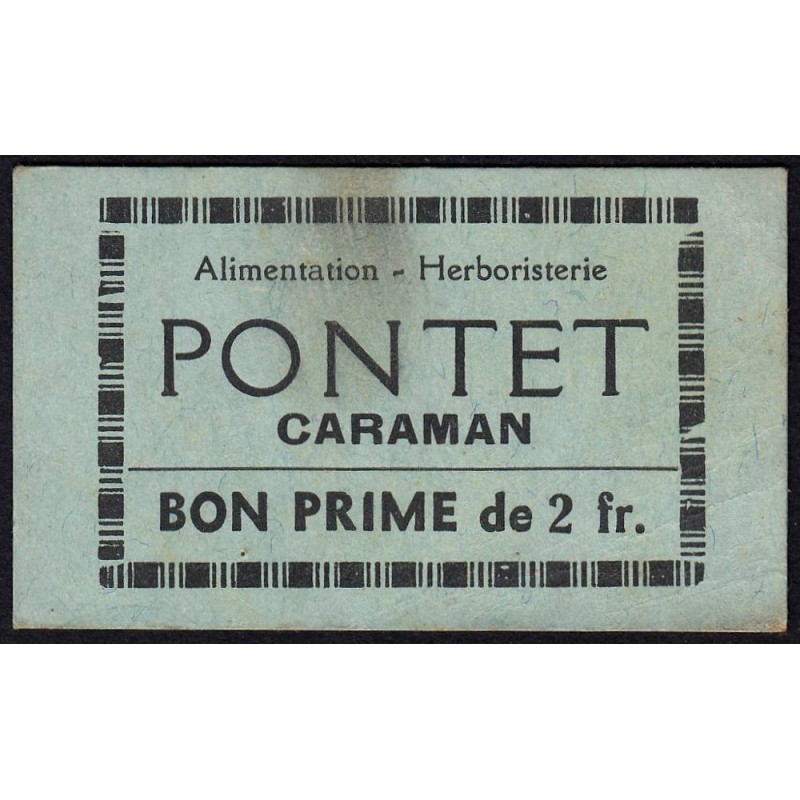 Alimentation - Herboristerie
PONTET
CARAMAN
BON PRIME de 2 fr.